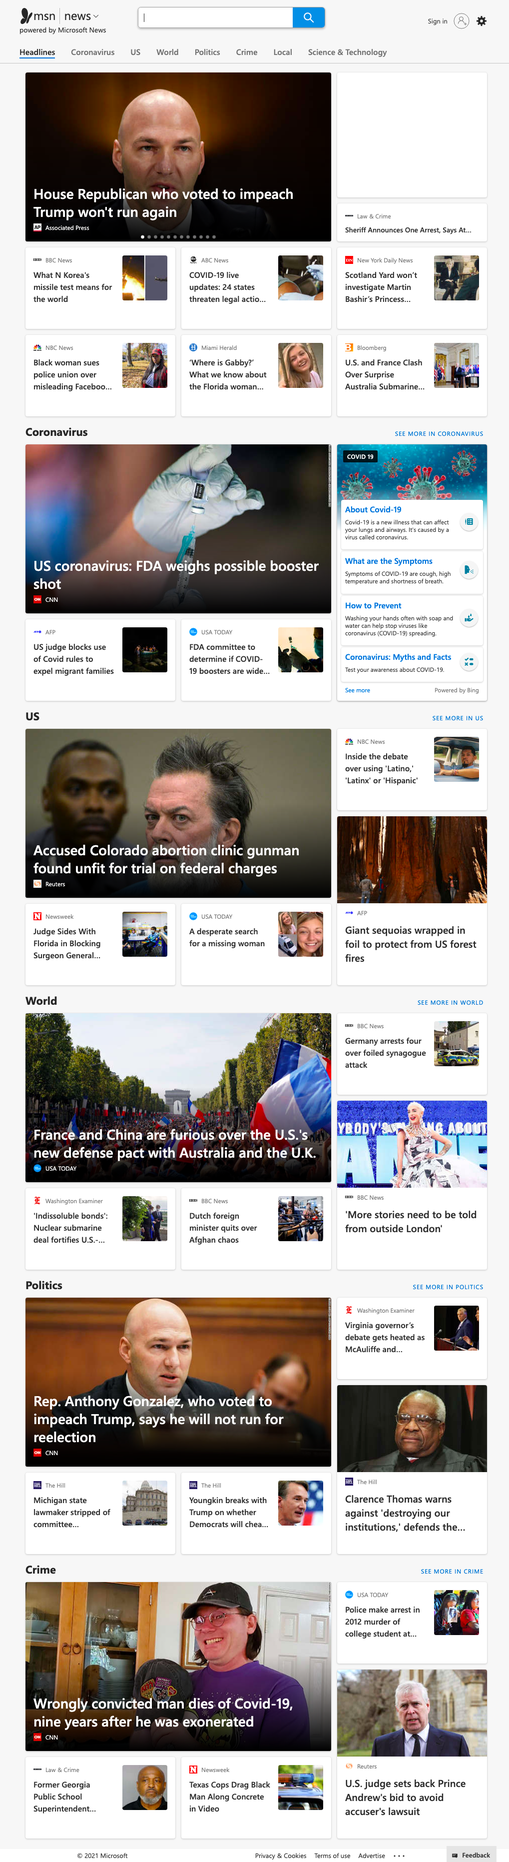 msn | news
powered by Microsoft News
Sign in
Headlines Coronavirus US World Politics Crime Local Science & Technology
House Republican who voted to impeach
Trump won't run again
AP Associated Press
Law & Crime
Sheriff Announces One Arrest, Says At...
BBC News
What N Korea's
missile test means for
the world
ABC News
COVID-19 live
updates: 24 states
threaten legal actio...
New York Daily News
Scotland Yard won't
investigate Martin
Bashir's Princess...
NBC News
Black woman sues
police union over
misleading Faceboo...
Miami Herald
'Where is Gabby?'
What we know about
the Florida woman...
Bloomberg
U.S. and France Clash
Over Surprise
Australia Submarine...
Coronavirus
SEE MORE IN CORONAVIRUS
US coronavirus: FDA weighs possible booster
shot
CNN
COVID 19
About Covid-19
Covid-19 is a new illness that can affect
your lungs and airways. It's caused by a
virus called coronavirus.
What are the Symptoms
Symptoms of COVID-19 are cough, high
temperature and shortness of breath.
How to Prevent
Washing your hands often with soap and
water can help stop viruses like
coronavirus (COVID-19) spreading.
Coronavirus: Myths and Facts
Test your awareness about COVID-19.
See more
Powered by Bing
AFP
US judge blocks use
of Covid rules to
expel migrant families
USA TODAY
FDA committee to
determine if COVID-
19 boosters are wide...
US
SEE MORE IN US
Accused Colorado abortion clinic gunman
found unfit for trial on federal charges
Reuters
NBC News
Inside the debate
over using 'Latino,'
'Latinx' or 'Hispanic'
AFP
Giant sequoias wrapped in
foil to protect from US forest
fires
Newsweek
Judge Sides With
Florida in Blocking
Surgeon General...
USA TODAY
A desperate search
for a missing woman
World
SEE MORE IN WORLD
France and China are furious over the U.S.'s
new defense pact with Australia and the U.K.
USA TODAY
BBC News
Germany arrests four
over foiled synagogue
attack
BBC News
'More stories need to be told
from outside London'
Washington Examiner
'Indissoluble bonds':
Nuclear submarine
deal fortifies U.S.-...
BBC News
Dutch foreign
minister quits over
Afghan chaos
Politics
SEE MORE IN POLITICS
Rep. Anthony Gonzalez, who voted to
impeach Trump, says he will not run for
reelection
CNN
Washington Examiner
Virginia governor's
debate gets heated as
McAuliffe and...
The Hill
Clarence Thomas warns
against 'destroying our
institutions,' defends the...
The Hill
Michigan state
lawmaker stripped of
committee...
The Hill
Youngkin breaks with
Trump on whether
Democrats will chea...
Crime
SEE MORE IN CRIME
Wrongly convicted man dies of Covid-19,
nine years after he was exonerated
CNN
USA TODAY
Police make arrest in
2012 murder of
college student at...
Reuters
U.S. judge sets back Prince
Andrew's bid to avoid
accuser's lawsuit
Law & Crime
Former Georgia
Public School
Superintendent...
Newsweek
Texas Cops Drag Black
Man Along Concrete
in Video
© 2021 Microsoft
Privacy & Cookies Terms of use Advertise ...
Feedback